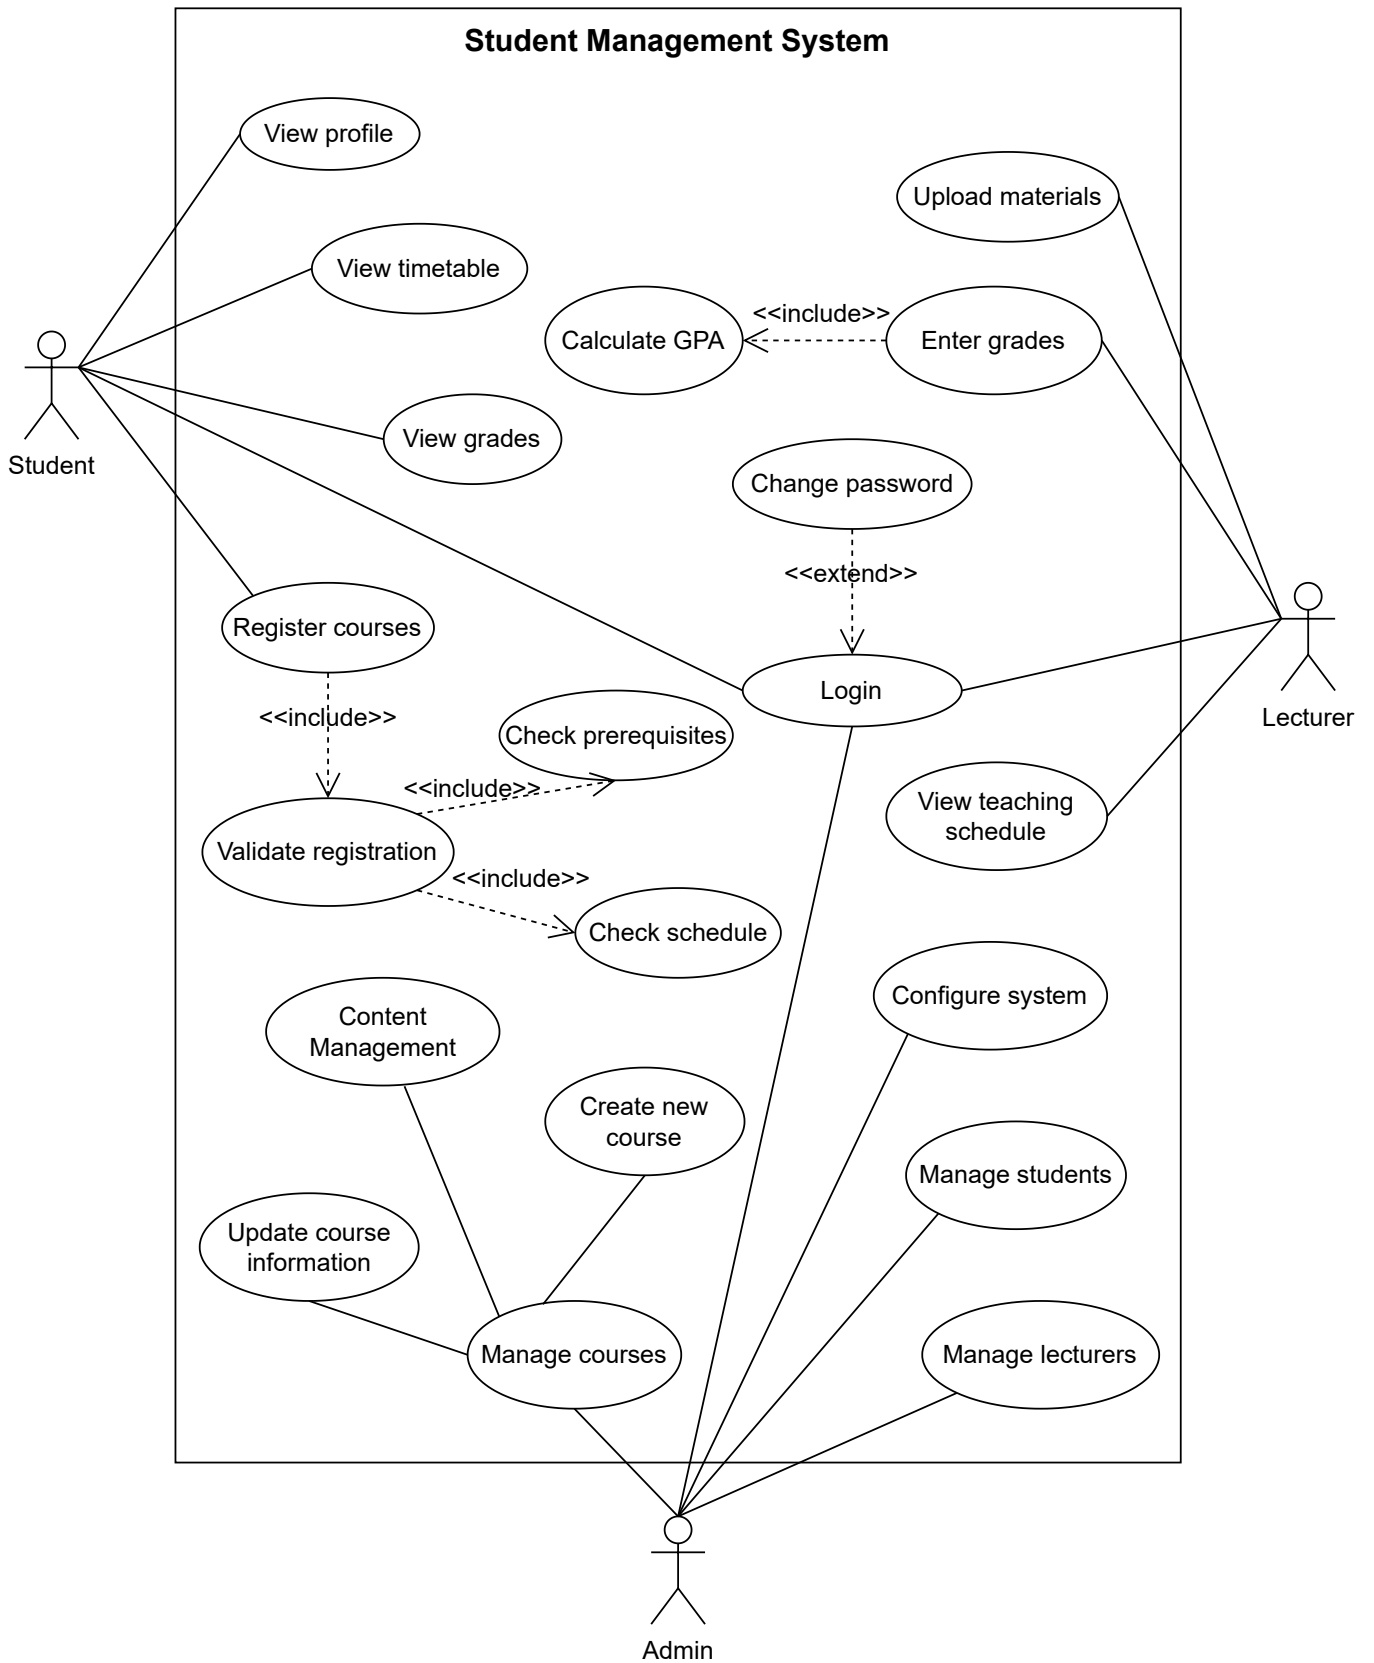 Student Management System
View profile
Upload materials
View timetable
<<include>>
Calculate GPA
Enter grades
View grades
Student
Change password
<<extend>>
Register courses
Login
<<include>>
Lecturer
Check prerequisites
<<include>>
View teaching
schedule
Validate registration
<<include>>
Check schedule
Configure system
Content
Management
Create new
course
Manage students
Update course
information
Manage courses
Manage lecturers
Admin